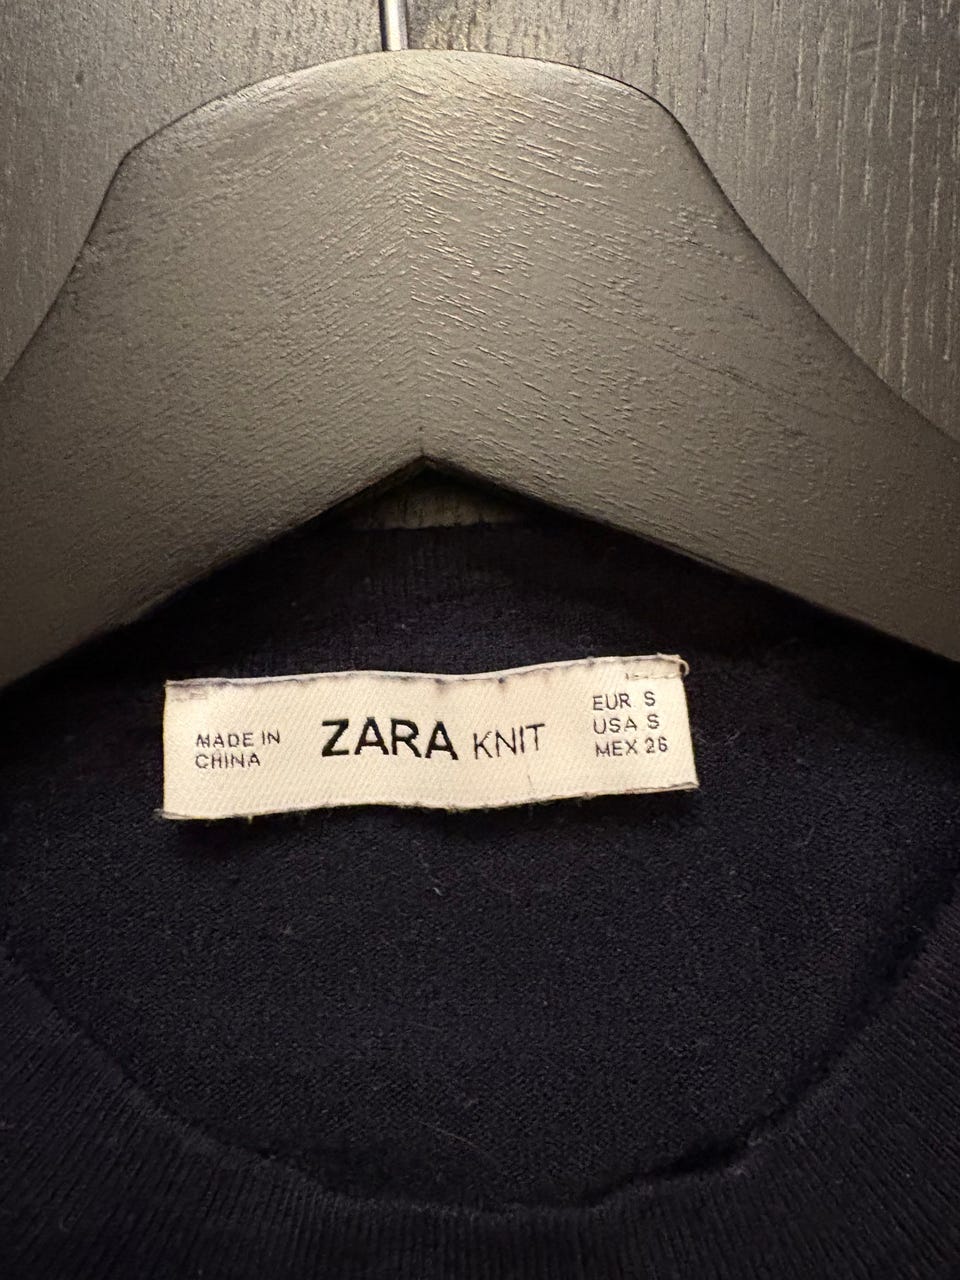 MADE IN
CHINA
ZARA KNIT
EUR S
USA S
MEX 26